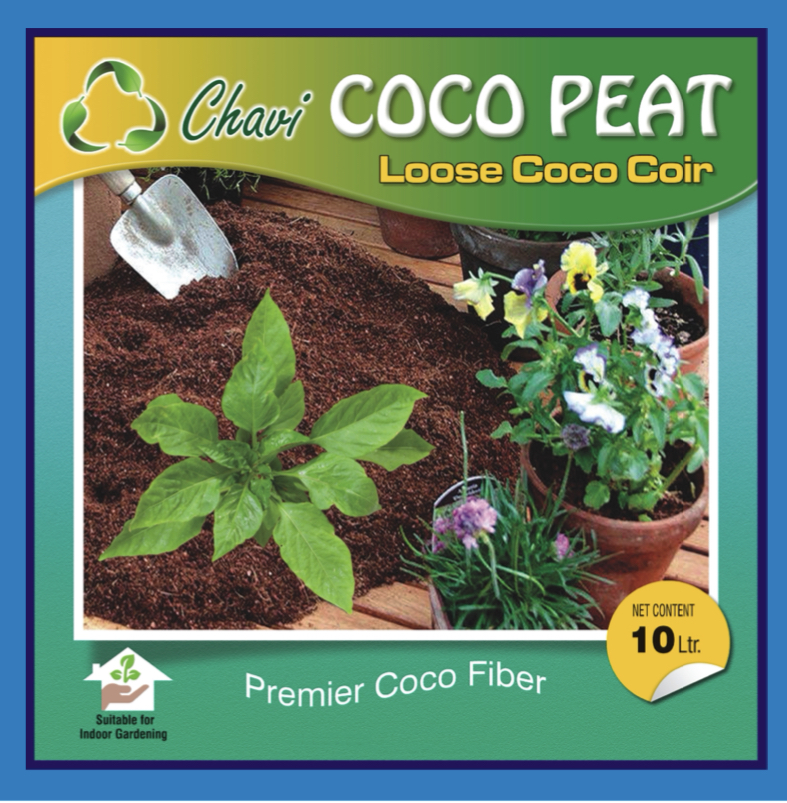 Chavi COCO PEAT
Loose Coco Coir
NET CONTENT
10 Ltr.
Premier Coco Fiber
Suitable for
Indoor Gardening